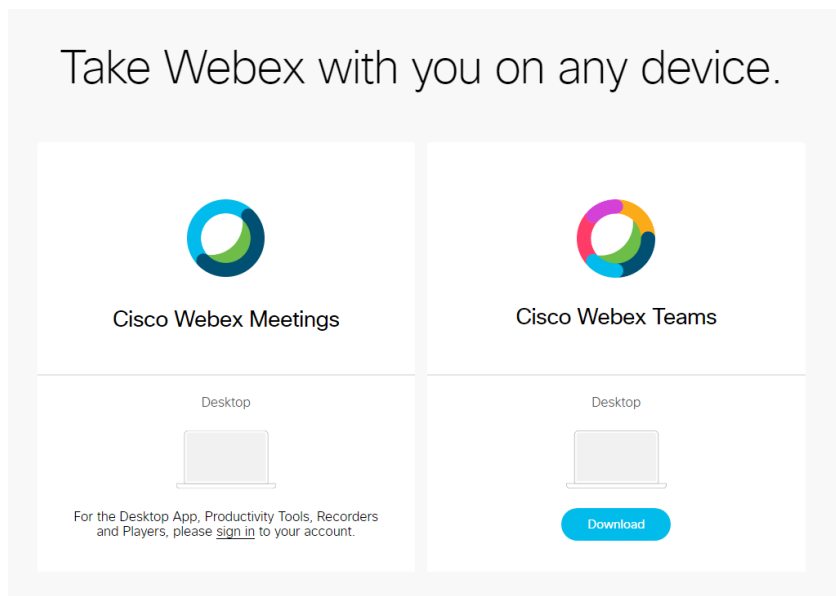 Take Webex with you on any device.
Cisco Webex Meetings
Desktop
For the Desktop App, Productivity Tools, Recorders
and Players, please sign in to your account.
Cisco Webex Teams
Desktop
Download